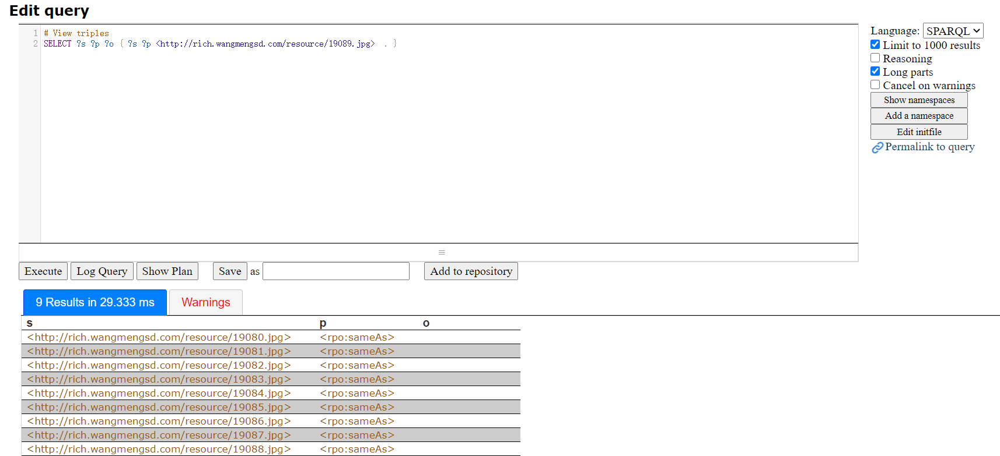 Edit query
1 # View triples
2 SELECT ?s ?p ?o { ?s ?p <http://rich.wangmengsd.com/resource/19089.jpg>  . }
Language: SPARQL
Limit to 1000 results
Reasoning
Long parts
Cancel on warnings
Show namespaces
Add a namespace
Edit initfile
Permalink to query
Execute Log Query Show Plan Save as Add to repository
9 Results in 29.333 ms Warnings
s p o
<http://rich.wangmengsd.com/resource/19080.jpg> <rpo:sameAs>
<http://rich.wangmengsd.com/resource/19081.jpg> <rpo:sameAs>
<http://rich.wangmengsd.com/resource/19082.jpg> <rpo:sameAs>
<http://rich.wangmengsd.com/resource/19083.jpg> <rpo:sameAs>
<http://rich.wangmengsd.com/resource/19084.jpg> <rpo:sameAs>
<http://rich.wangmengsd.com/resource/19085.jpg> <rpo:sameAs>
<http://rich.wangmengsd.com/resource/19086.jpg> <rpo:sameAs>
<http://rich.wangmengsd.com/resource/19087.jpg> <rpo:sameAs>
<http://rich.wangmengsd.com/resource/19088.jpg> <rpo:sameAs>